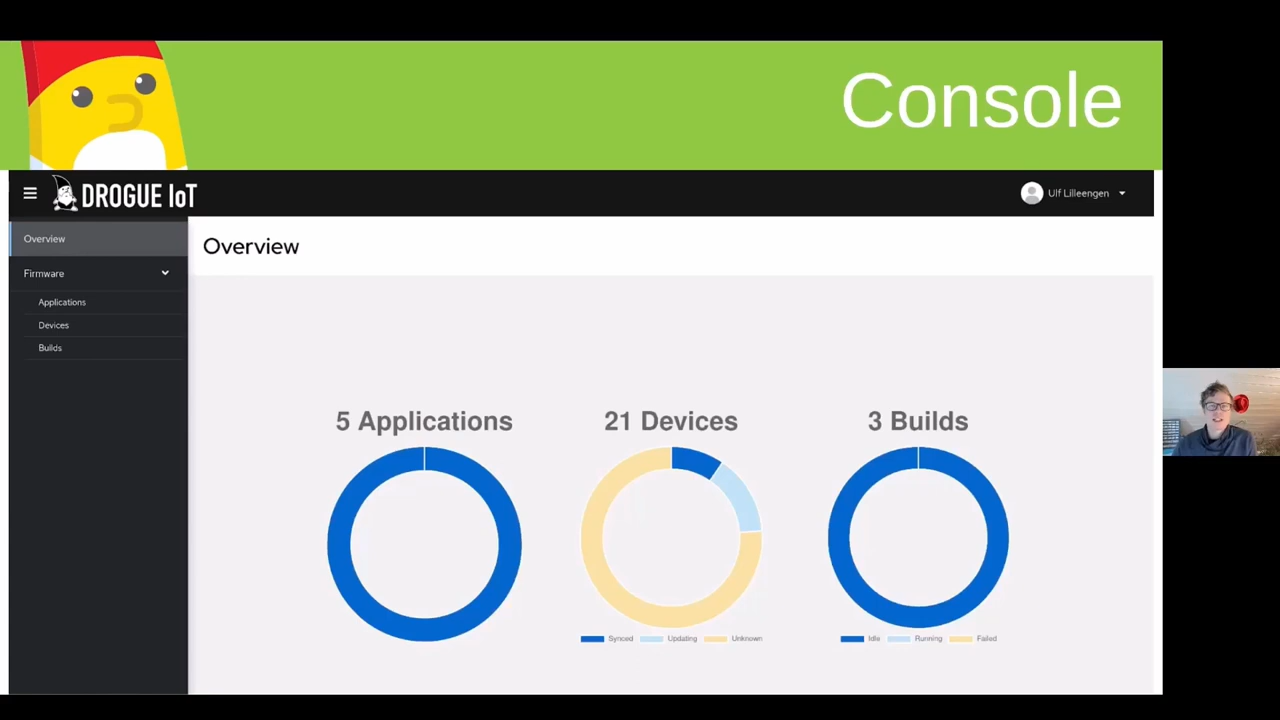 Console
DROGUE IoT
Ulf Lilleengen
Overview
Firmware
Applications
Devices
Builds
Overview
5 Applications
21 Devices
3 Builds
Synced Updating Unknown
Idle Running Failed